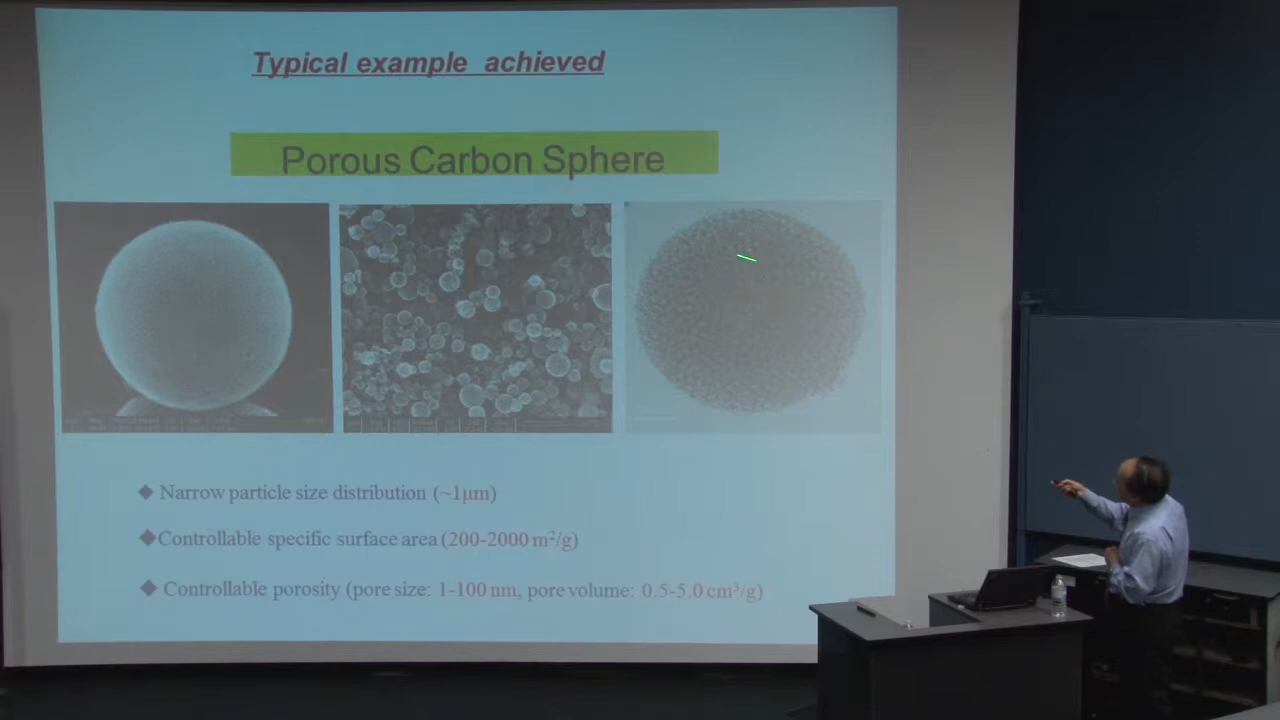 Typical example achieved
Porous Carbon Sphere
◆ Narrow particle size distribution (~1μm)
◆Controllable specific surface area (200-2000 m²/g)
◆ Controllable porosity (pore size: 1-100 nm, pore volume: 0.5-5.0 cm³/g)